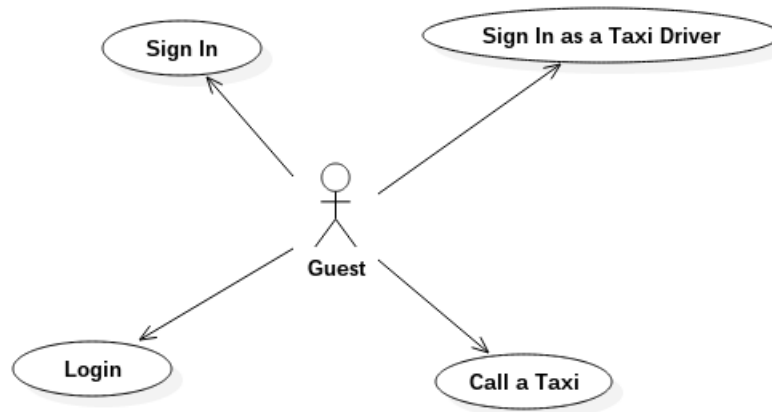 Sign In as a Taxi Driver
Sign In
Guest
Login
Call a Taxi